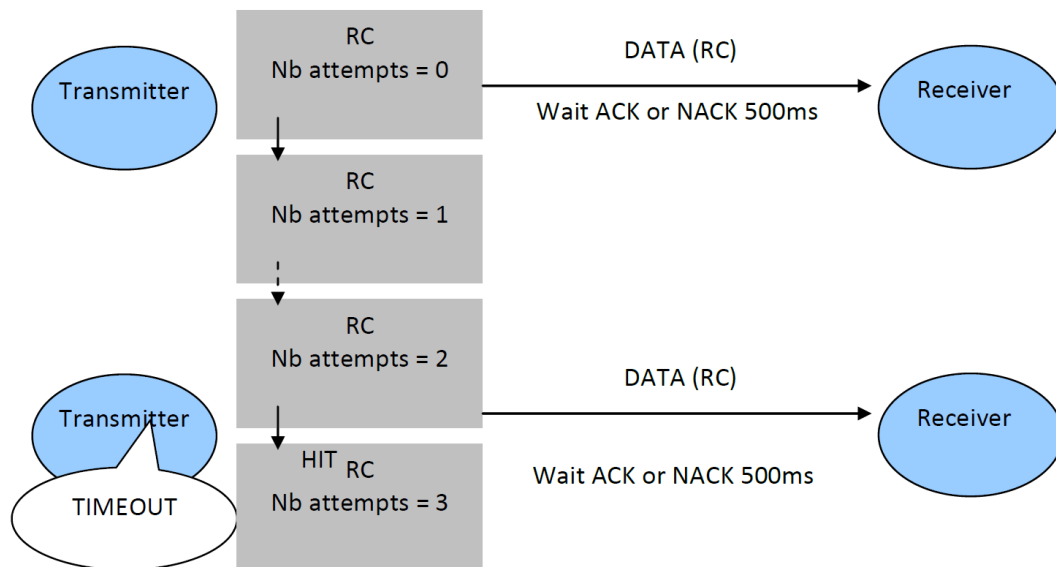 RC
Nb attempts = 0
DATA (RC)
Transmitter
Receiver
Wait ACK or NACK 500ms
RC
Nb attempts = 1
RC
Nb attempts = 2
DATA (RC)
Transmitter
Receiver
HIT
RC
Wait ACK or NACK 500ms
TIMEOUT
Nb attempts = 3